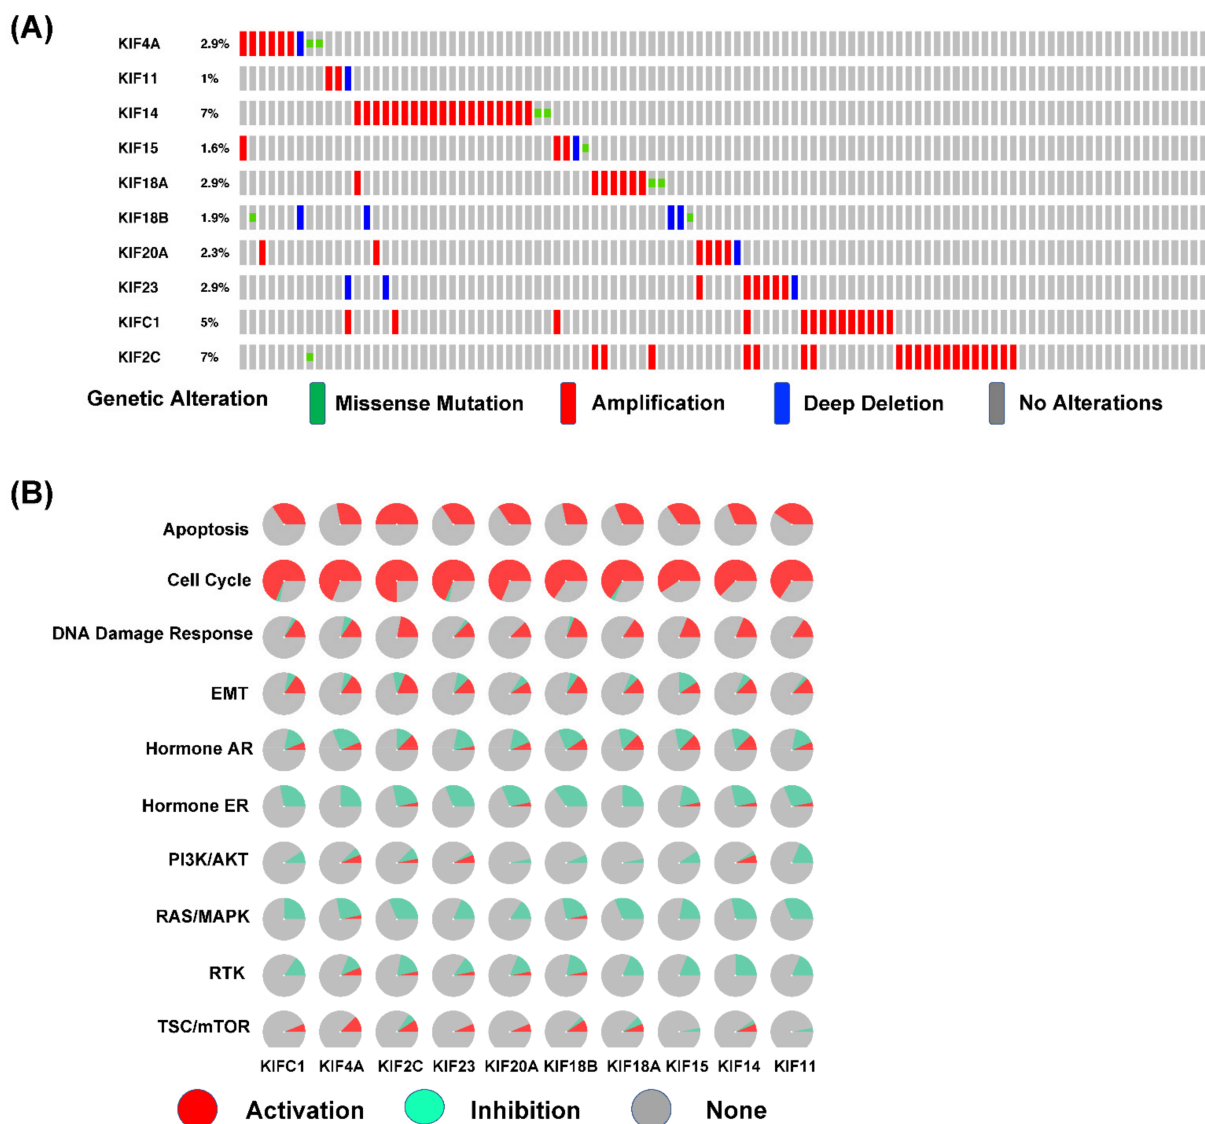 (A)
KIF4A 2.9%
KIF11 1%
KIF14 7%
KIF15 1.6%
KIF18A 2.9%
KIF18B 1.9%
KIF20A 2.3%
KIF23 2.9%
KIFC1 5%
KIF2C 7%
Genetic Alteration Missense Mutation Amplification Deep Deletion No Alterations
(B)
Apoptosis
Cell Cycle
DNA Damage Response
EMT
Hormone AR
Hormone ER
PI3K/AKT
RAS/MAPK
RTK
TSC/mTOR
KIFC1 KIF4A KIF2C KIF23 KIF20A KIF18B KIF18A KIF15 KIF14 KIF11
Activation Inhibition None